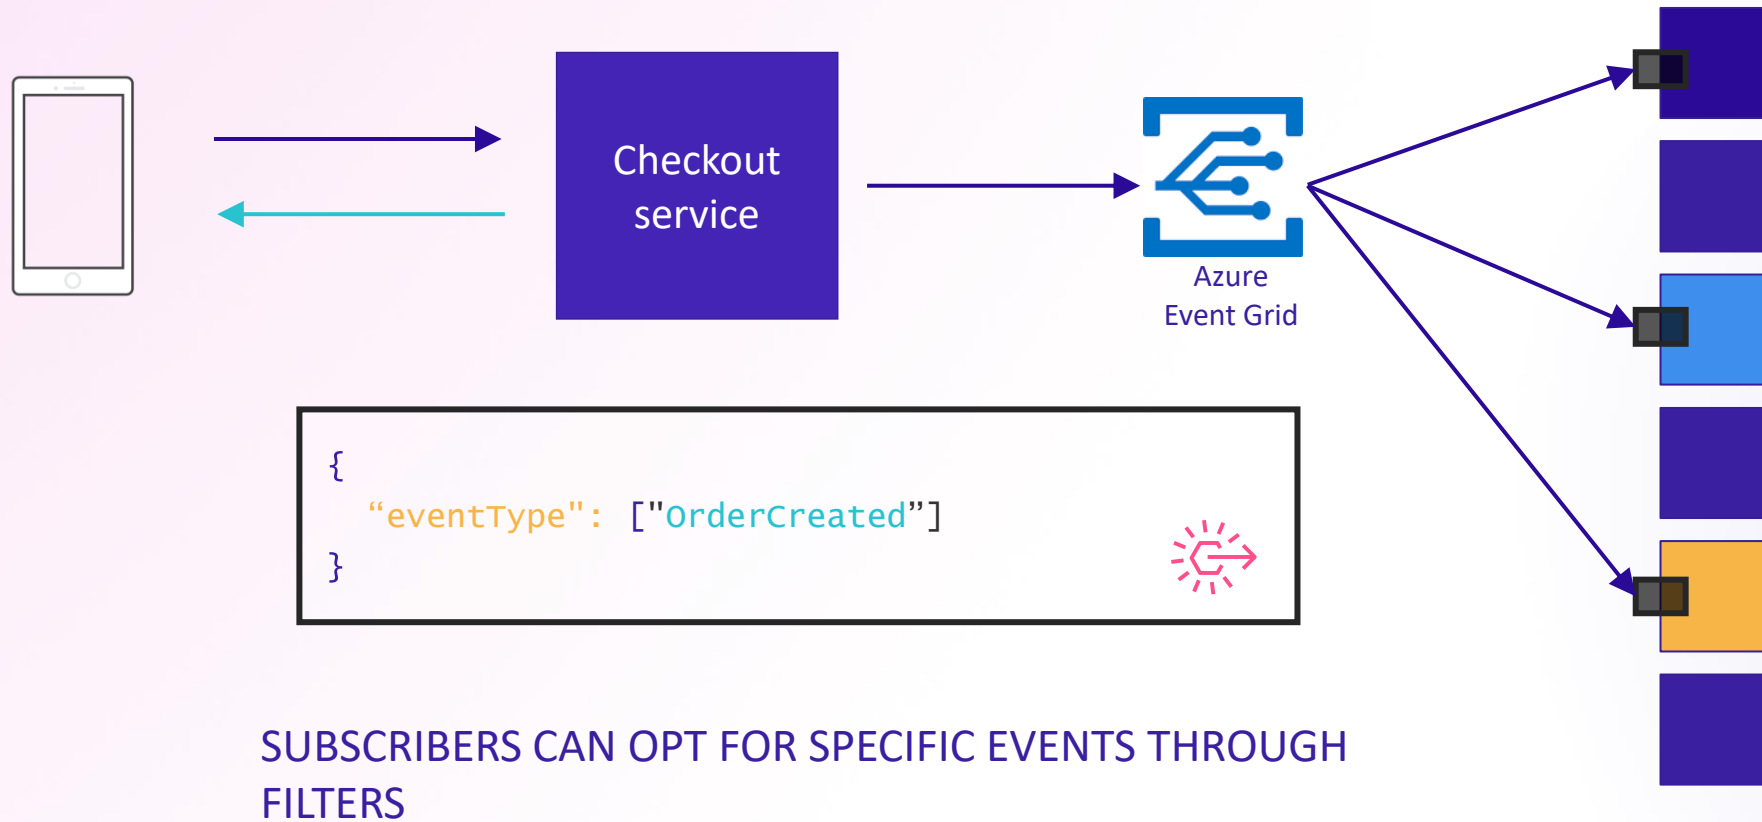 Checkout
service
Azure
Event Grid
{
“eventType": ["OrderCreated”]
}
SUBSCRIBERS CAN OPT FOR SPECIFIC EVENTS THROUGH
FILTERS